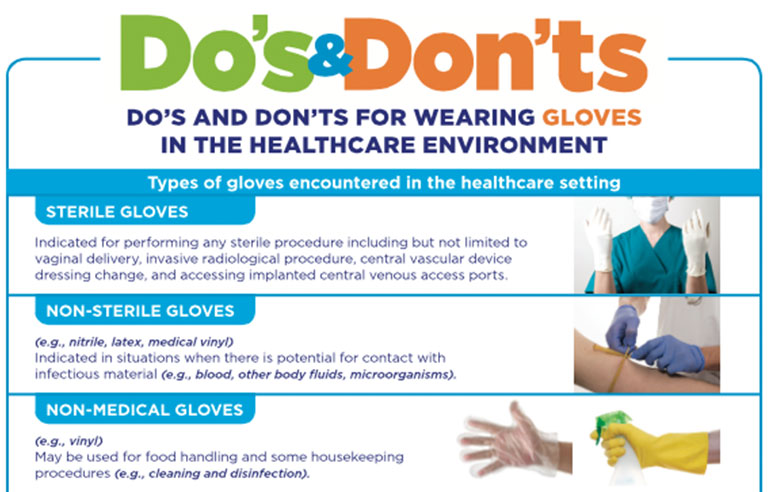 Do's&Don'ts
DO'S AND DON'TS FOR WEARING GLOVES
IN THE HEALTHCARE ENVIRONMENT
Types of gloves encountered in the healthcare setting
STERILE GLOVES
Indicated for performing any sterile procedure including but not limited to
vaginal delivery, invasive radiological procedure, central vascular device
dressing change, and accessing implanted central venous access ports.
NON-STERILE GLOVES
(e.g., nitrile, latex, medical vinyl)
Indicated in situations when there is potential for contact with
infectious material (e.g., blood, other body fluids, microorganisms).
NON-MEDICAL GLOVES
(e.g., vinyl)
May be used for food handling and some housekeeping
procedures (e.g., cleaning and disinfection).